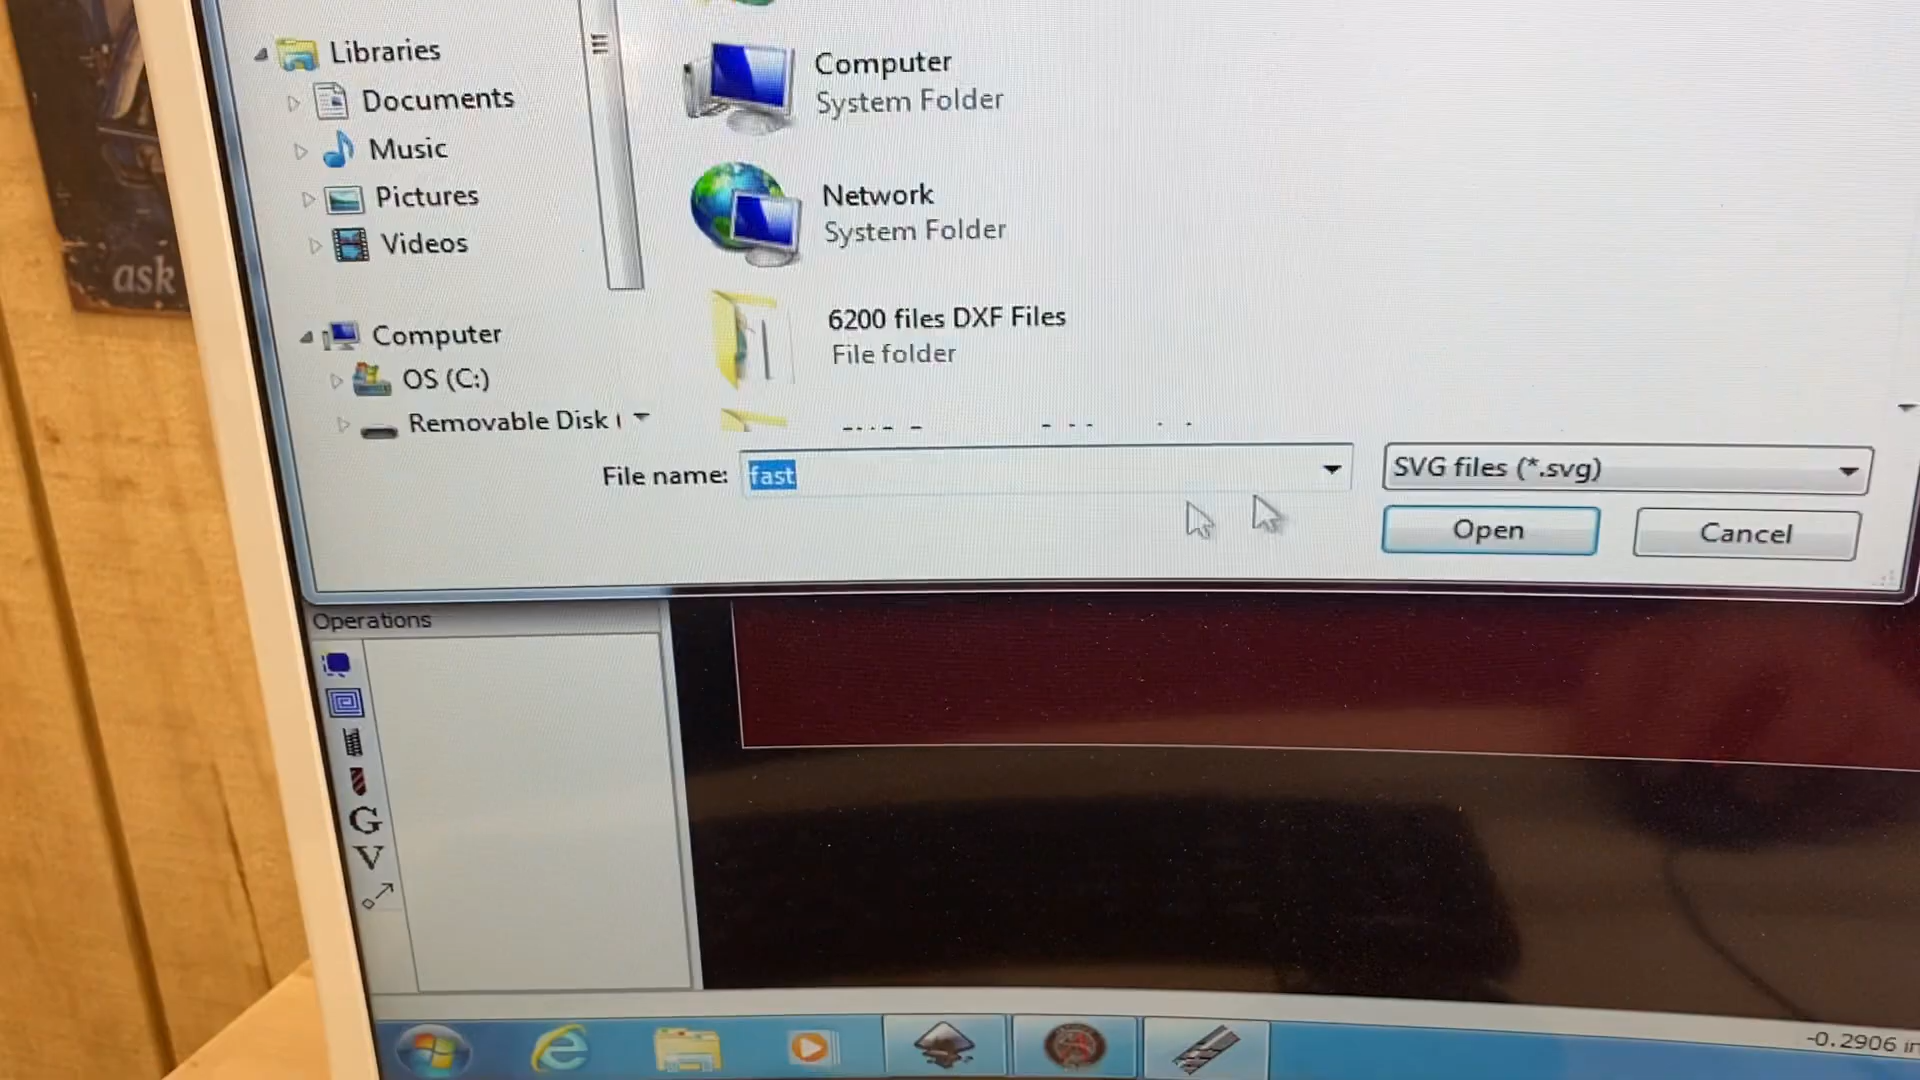 Libraries
Documents
Music
Pictures
Videos
Computer
OS (C:)
Removable Disk (
Computer
System Folder
Network
System Folder
6200 files DXF Files
File folder
File name: fast
SVG files (*.svg)
Open
Cancel
Operations
G
V
-0.2906 in
ask